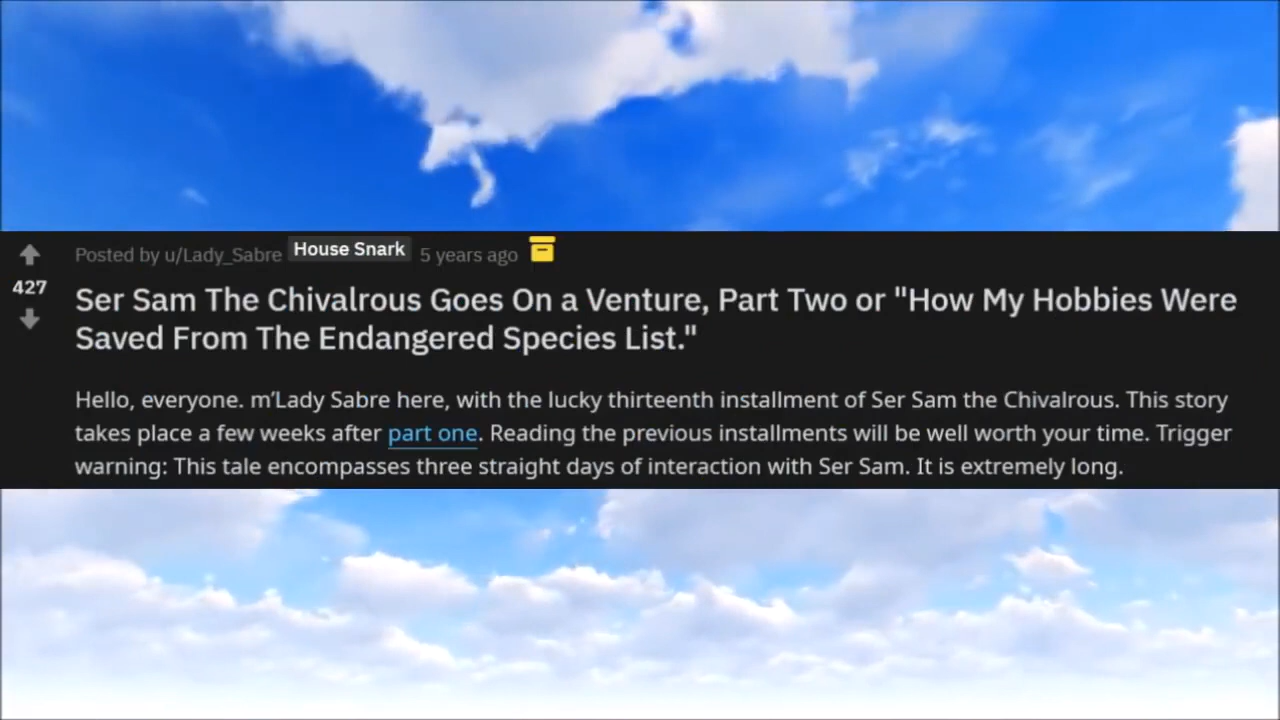 Posted by u/Lady_Sabre House Snark 5 years ago
427
Ser Sam The Chivalrous Goes On a Venture, Part Two or "How My Hobbies Were
Saved From The Endangered Species List."
Hello, everyone. m’Lady Sabre here, with the lucky thirteenth installment of Ser Sam the Chivalrous. This story
takes place a few weeks after part one. Reading the previous installments will be well worth your time. Trigger
warning: This tale encompasses three straight days of interaction with Ser Sam. It is extremely long.